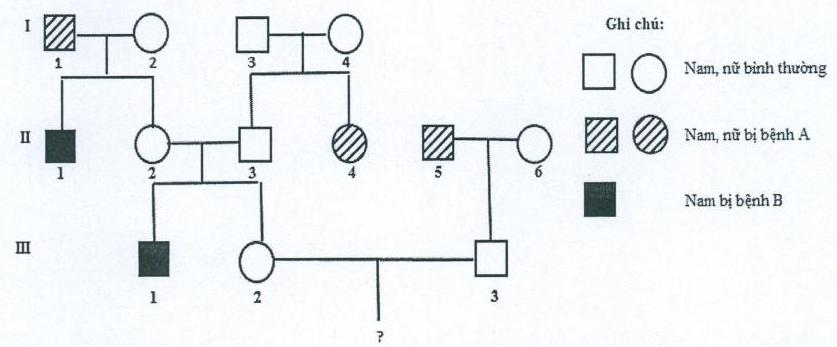 I
1
2
3
4
Ghi chú:
Nam, nữ bình thường
II
1
2
3
4
5
6
Nam, nữ bị bệnh A
Nam bị bệnh B
III
1
2
3
?